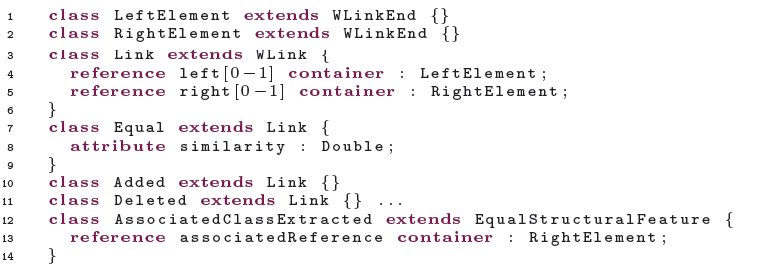 1 class LeftElement extends WLinkEnd {}
2 class RightElement extends WLinkEnd {}
3 class Link extends WLink {
4 reference left[0−1] container : LeftElement;
5 reference right[0−1] container : RightElement;
6 }
7 class Equal extends Link {
8 attribute similarity : Double;
9 }
10 class Added extends Link {}
11 class Deleted extends Link {} ...
12 class AssociatedClassExtracted extends EqualStructuralFeature {
13 reference associatedReference container : RightElement;
14 }